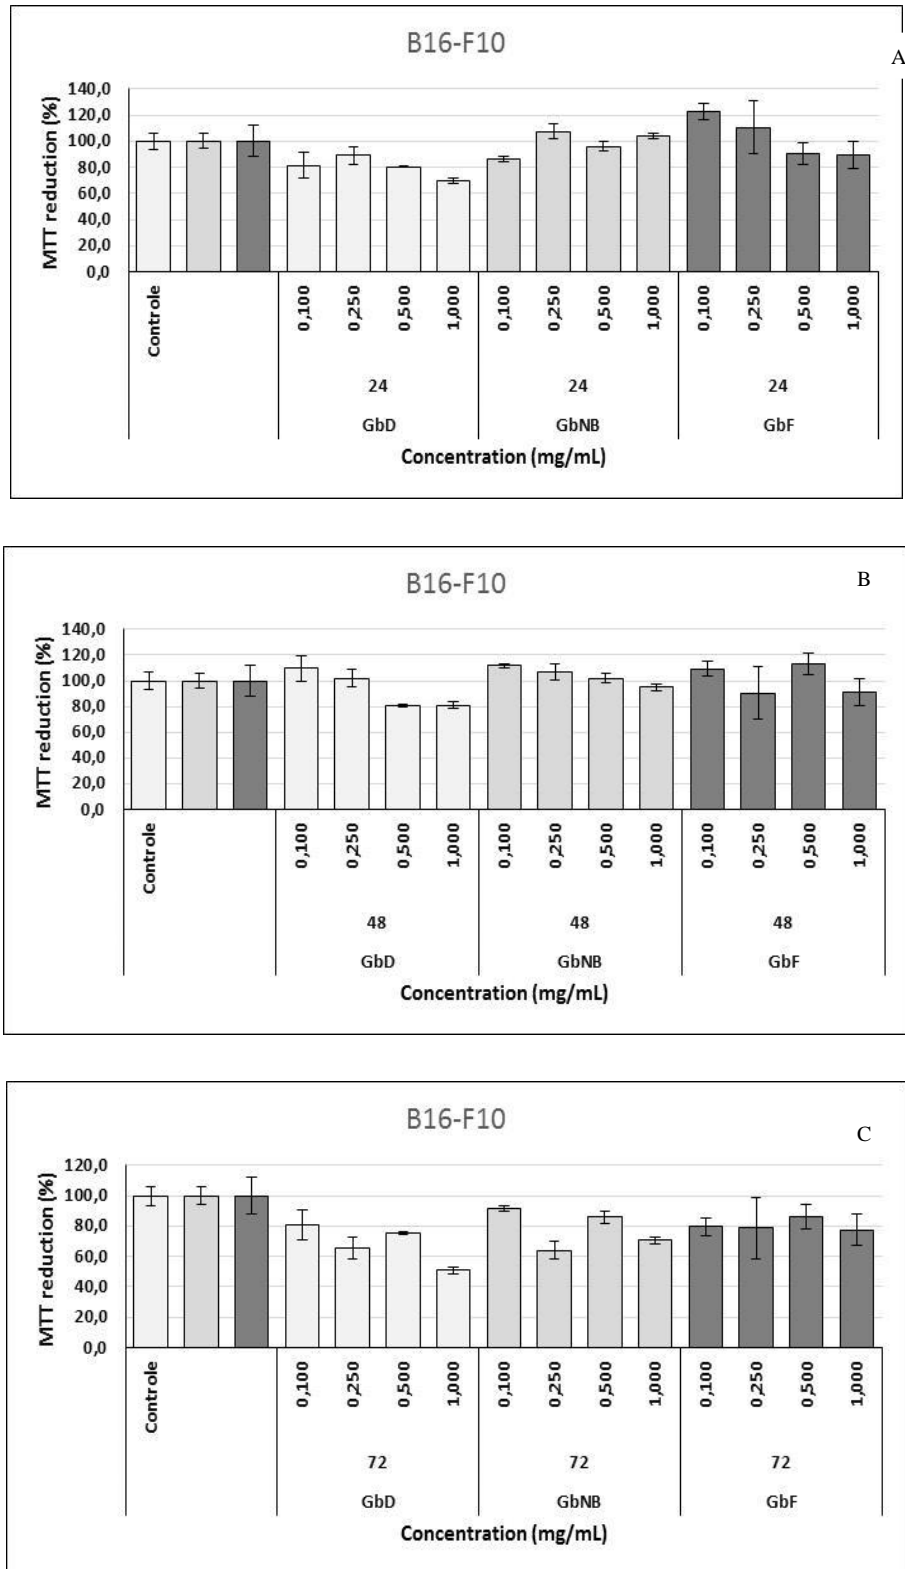 B16-F10
A
MTT reduction (%)
140,0
120,0
100,0
80,0
60,0
40,0
20,0
0,0
Controle
0,100
0,250
0,500
1,000
0,100
0,250
0,500
1,000
0,100
0,250
0,500
1,000
24
24
24
GbD
GbNB
GbF
Concentration (mg/mL)
B16-F10
B
MTT reduction (%)
140,0
120,0
100,0
80,0
60,0
40,0
20,0
0,0
Controle
0,100
0,250
0,500
1,000
0,100
0,250
0,500
1,000
0,100
0,250
0,500
1,000
48
48
48
GbD
GbNB
GbF
Concentration (mg/mL)
B16-F10
C
MTT reduction (%)
120,0
100,0
80,0
60,0
40,0
20,0
0,0
Controle
0,100
0,250
0,500
1,000
0,100
0,250
0,500
1,000
0,100
0,250
0,500
1,000
72
72
72
GbD
GbNB
GbF
Concentration (mg/mL)